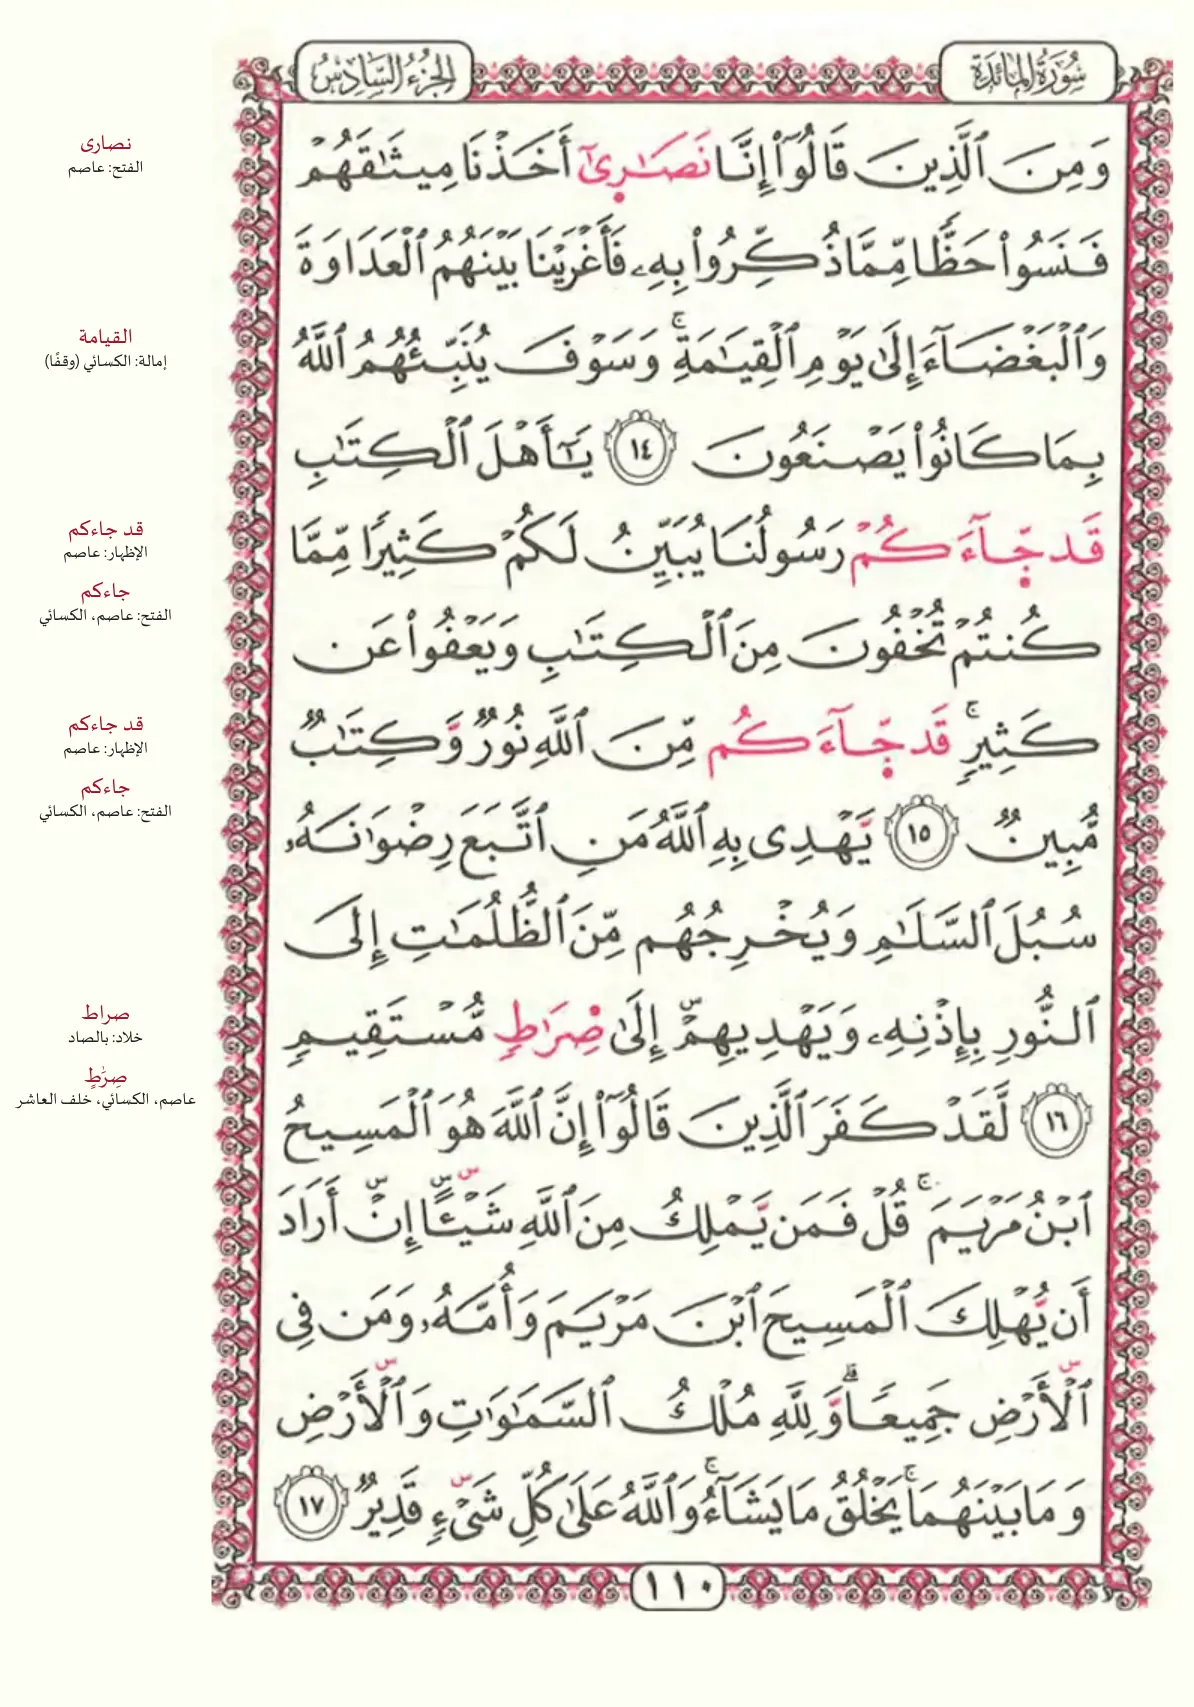 سُورَةُ المَائدة
الجزءُ السَّادِسُ
وَمِنَ ٱلَّذِينَ قَالُوٓا۟ إِنَّا نَصَٰرِىٰٓ أَخَذْنَا مِيثَٰقَهُمْ
فَنَسُوا۟ حَظًّا مِّمَّا ذُكِّرُوا۟ بِهِۦ فَأَغْرَيْنَا بَيْنَهُمُ ٱلْعَدَاوَةَ
وَٱلْبَغْضَآءَ إِلَىٰ يَوْمِ ٱلْقِيَٰمَةِۚ وَسَوْفَ يُنَبِّئُهُمُ ٱللَّهُ
بِمَا كَانُوا۟ يَصْنَعُونَ ١٤ يَٰٓأَهْلَ ٱلْكِتَٰبِ
قَد جَّآءَكُمْ رَسُولُنَا يُبَيِّنُ لَكُمْ كَثِيرًا مِّمَّا
كُنتُمْ تُخْفُونَ مِنَ ٱلْكِتَٰبِ وَيَعْفُوا۟ عَن
كَثِيرٍۚ قَد جَّآءَكُم مِّنَ ٱللَّهِ نُورٌ وَّكِتَٰبٌ
مُّبِينٌ ١٥ يَّهْدِى بِهِ ٱللَّهُ مَنِ ٱتَّبَعَ رِضْوَٰنَهُۥ
سُبُلَ ٱلسَّلَٰمِ وَيُخْرِجُهُم مِّنَ ٱلظُّلُمَٰتِ إِلَى
ٱلنُّورِ بِإِذْنِهِۦ وَيَهْدِيهِمْ إِلَىٰ صِرَٰطٍ مُّسْتَقِيمٍ
١٦ لَّقَدْ كَفَرَ ٱلَّذِينَ قَالُوٓا۟ إِنَّ ٱللَّهَ هُوَ ٱلْمَسِيحُ
ٱبْنُ مَرْيَمَۚ قُلْ فَمَن يَّمْلِكُ مِنَ ٱللَّهِ شَيْـًٔا إِنْ أَرَادَ
أَن يُّهْلِكَ ٱلْمَسِيحَ ٱبْنَ مَرْيَمَ وَأُمَّهُۥ وَمَن فِى
ٱلْأَرْضِ جَمِيعًاۗ وَّلِلَّهِ مُلْكُ ٱلسَّمَٰوَٰتِ وَٱلْأَرْضِ
وَمَا بَيْنَهُمَاۚ يَخْلُقُ مَا يَشَآءُۚ وَٱللَّهُ عَلَىٰ كُلِّ شَىْءٍ قَدِيرٌ ١٧
١١٠
نصارى
الفتح: عاصم
القيامة
إمالة: الكسائي (وقفًا)
قد جاءكم
الإظهار: عاصم
جاءكم
الفتح: عاصم، الكسائي
قد جاءكم
الإظهار: عاصم
جاءكم
الفتح: عاصم، الكسائي
صراط
خلاد: بالصاد
صِرَٰطٍ
عاصم، الكسائي، خلف العاشر